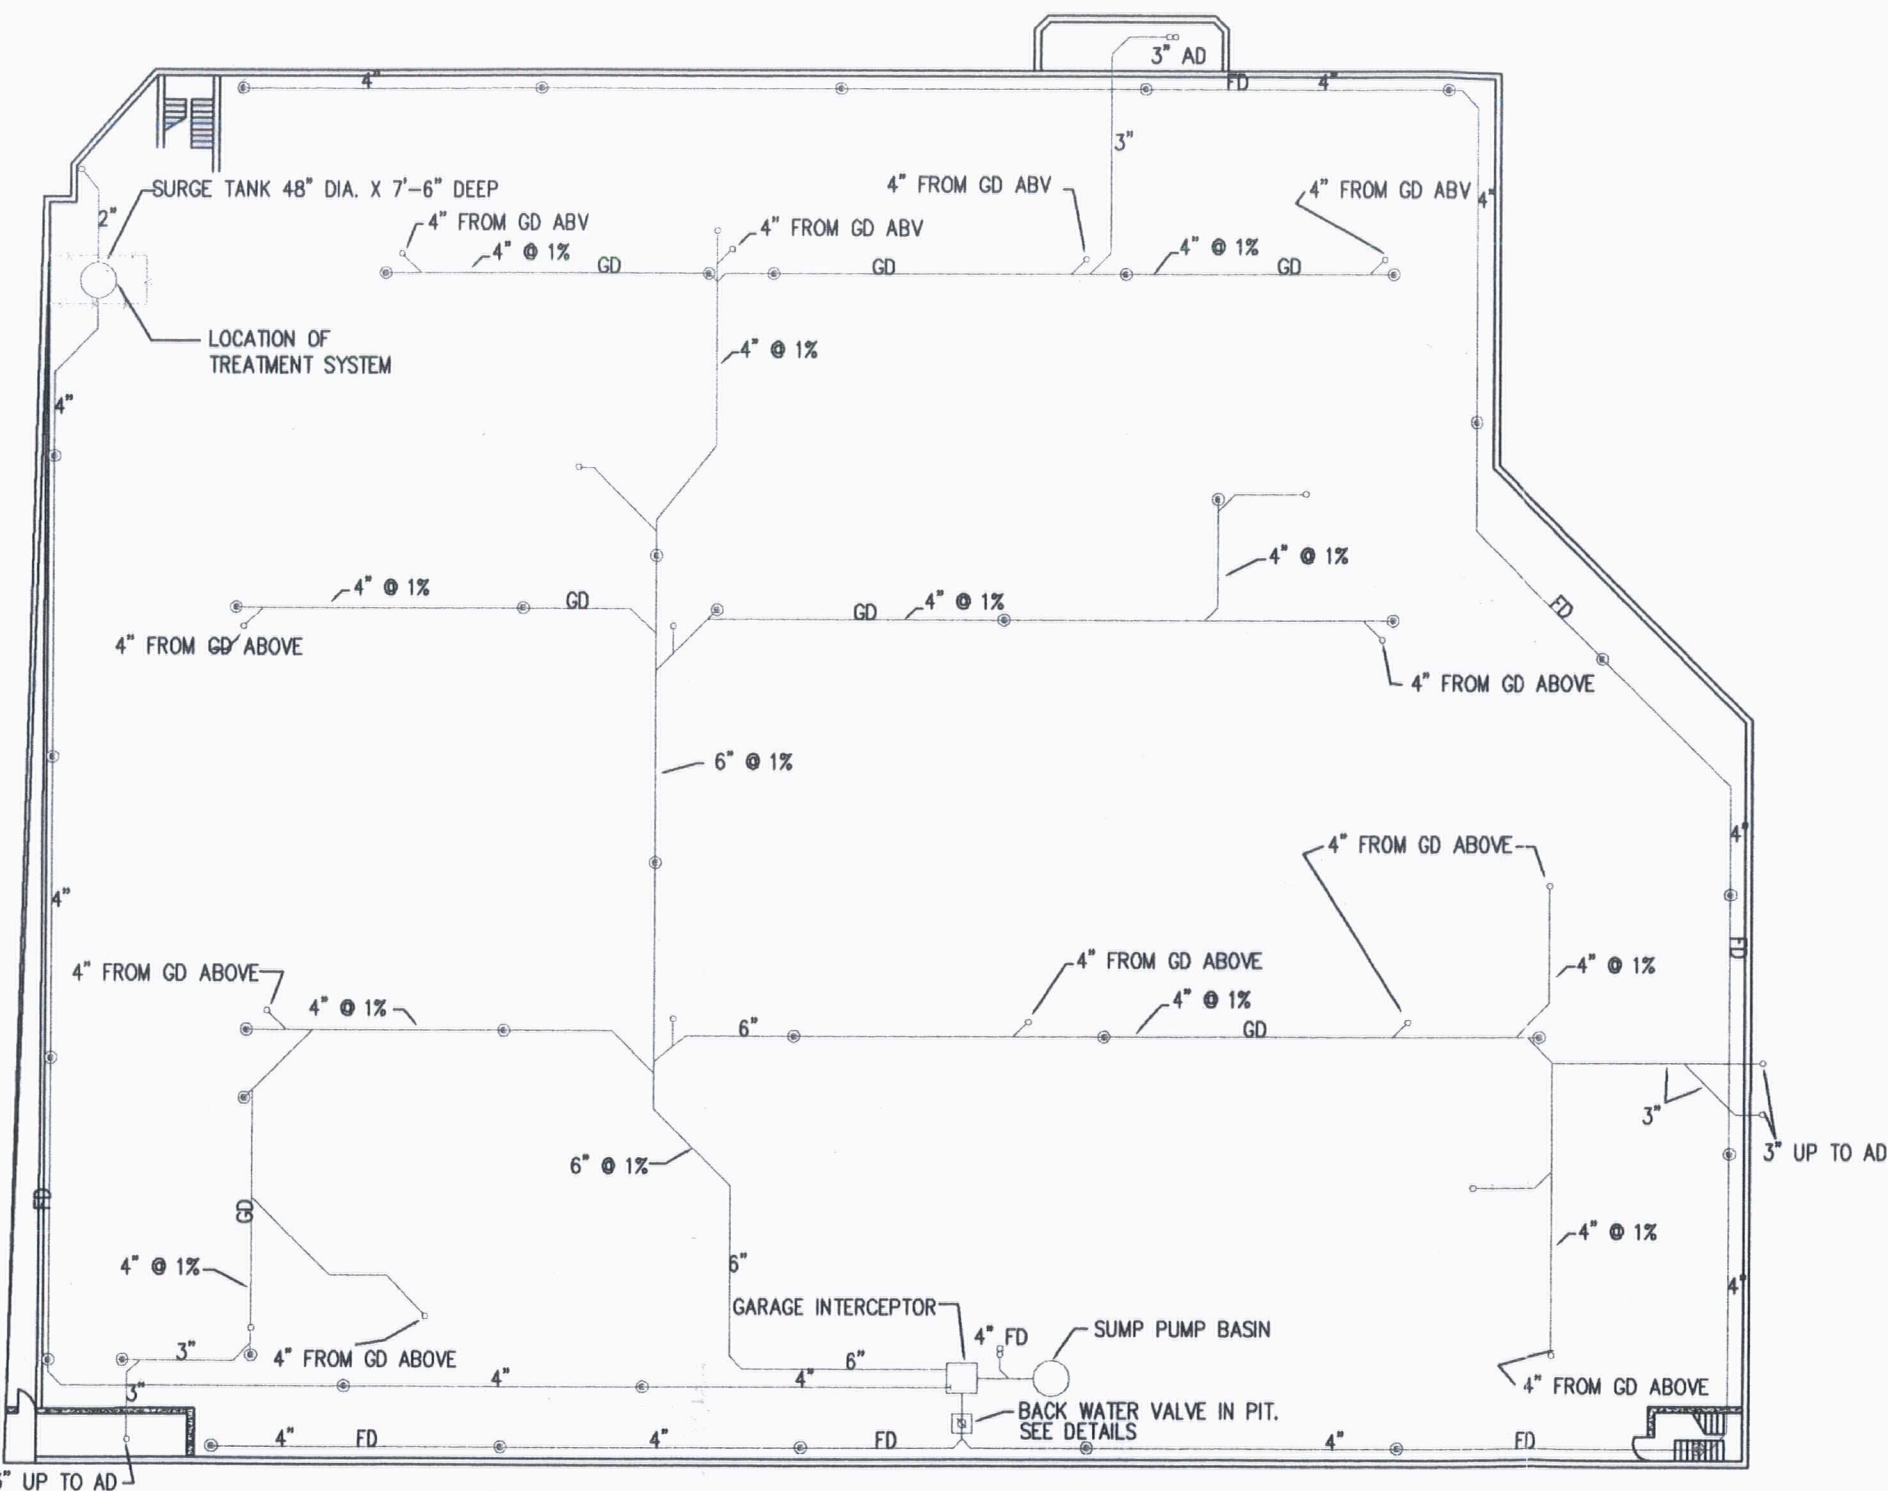 3" AD
4"
FD
4"
3"
SURGE TANK 48" DIA. X 7'-6" DEEP
4" FROM GD ABV
4" FROM GD ABV
4"
2"
4" FROM GD ABV
4" FROM GD ABV
4" @ 1%
GD
GD
4" @ 1%
GD
LOCATION OF
TREATMENT SYSTEM
4" @ 1%
4"
4" @ 1%
4" @ 1%
GD
GD
4" @ 1%
FD
4" FROM GD ABOVE
4" FROM GD ABOVE
6" @ 1%
4"
4" FROM GD ABOVE
4"
FD
4" FROM GD ABOVE
4" FROM GD ABOVE
4" @ 1%
4" @ 1%
4" @ 1%
6"
GD
3"
3" UP TO AD
6" @ 1%
FD
GD
4" @ 1%
6"
4" @ 1%
4"
GARAGE INTERCEPTOR
4" FD
SUMP PUMP BASIN
3"
4" FROM GD ABOVE
6"
4"
4"
3"
4" FROM GD ABOVE
BACK WATER VALVE IN PIT.
SEE DETAILS
4"
FD
4"
FD
4"
FD
" UP TO AD